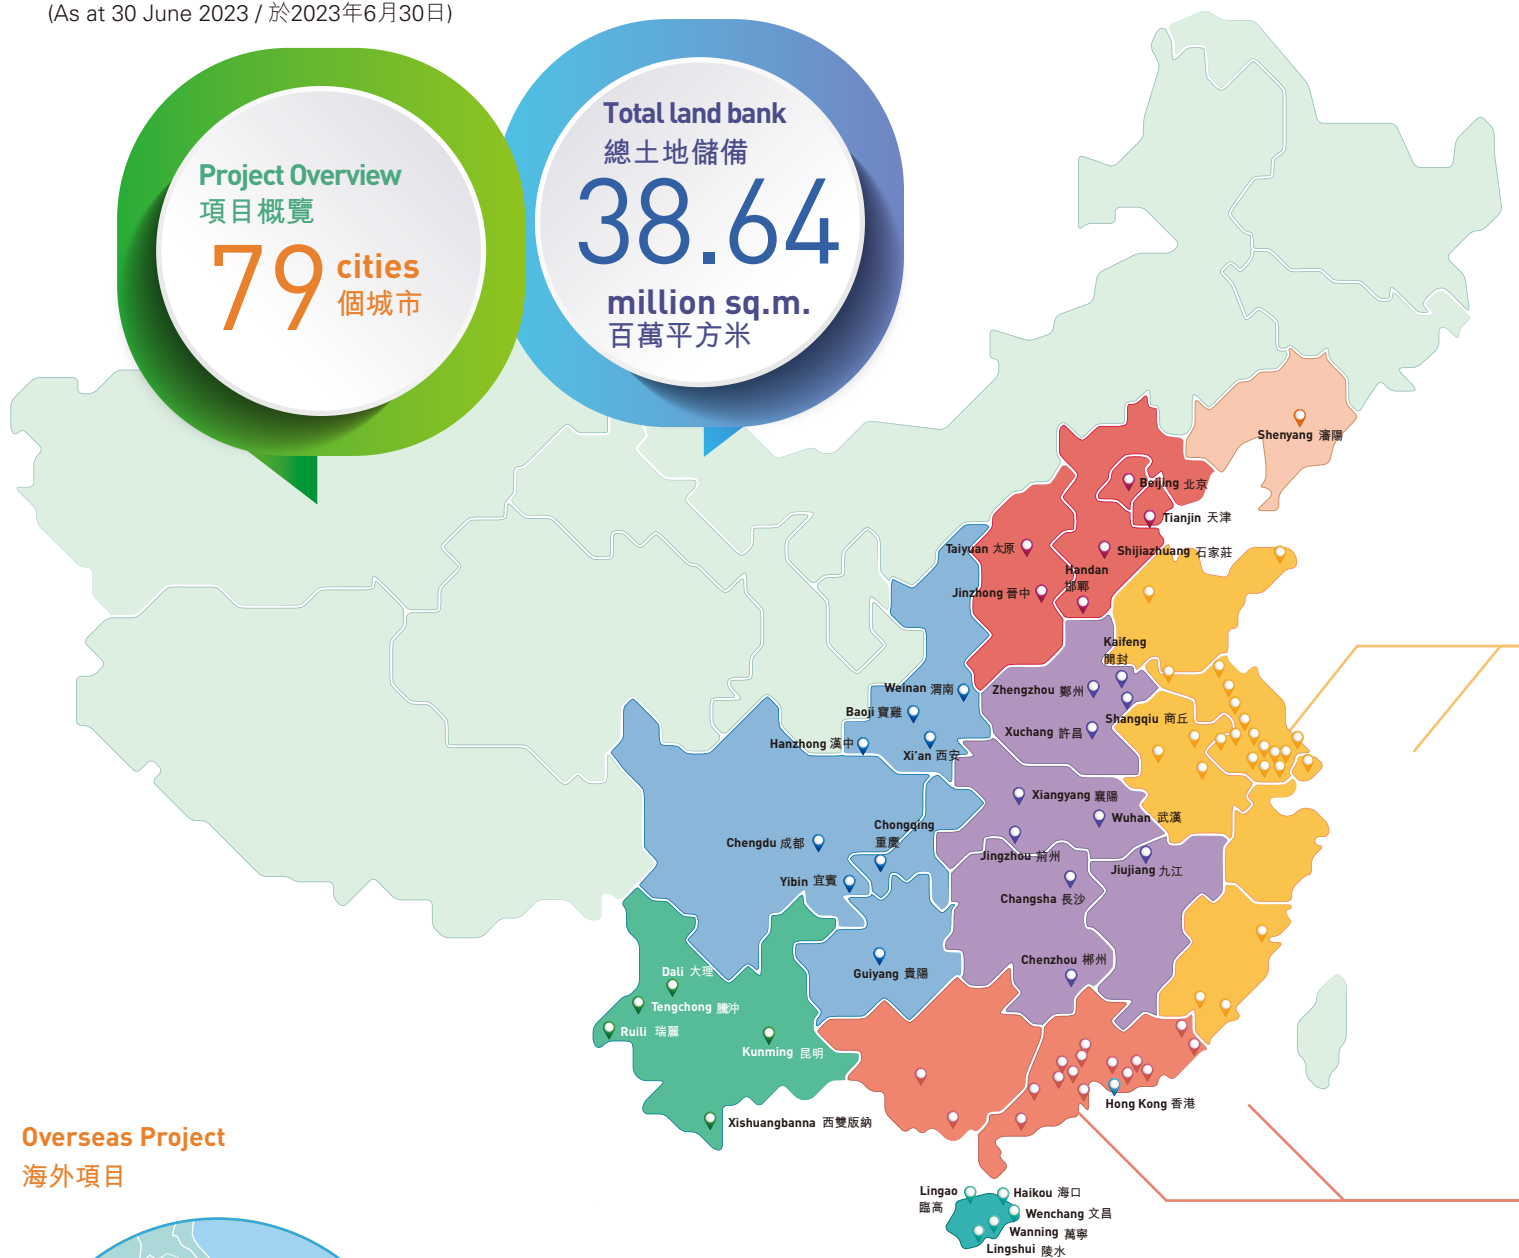 (As at 30 June 2023 / 於2023年6月30日)
Project Overview
項目概覽
79 cities
個城市
Total land bank
總土地儲備
38.64
million sq.m.
百萬平方米
Shenyang 瀋陽
Beijing 北京
Tianjin 天津
Taiyuan 太原
Shijiazhuang 石家莊
Handan
邯鄲
Jinzhong 晉中
Kaifeng
開封
Weinan 渭南
Zhengzhou 鄭州
Baoji 寶雞
Shangqiu 商丘
Xuchang 許昌
Hanzhong 漢中
Xi'an 西安
Xiangyang 襄陽
Wuhan 武漢
Chongqing
重慶
Chengdu 成都
Jingzhou 荊州
Jiujiang 九江
Yibin 宜賓
Changsha 長沙
Chenzhou 郴州
Guiyang 貴陽
Dali 大理
Tengchong 騰沖
Ruili 瑞麗
Kunming 昆明
Hong Kong 香港
Xishuangbanna 西雙版納
Overseas Project
海外項目
Lingao
臨高
Haikou 海口
Wenchang 文昌
Wanning 萬寧
Lingshui 陵水